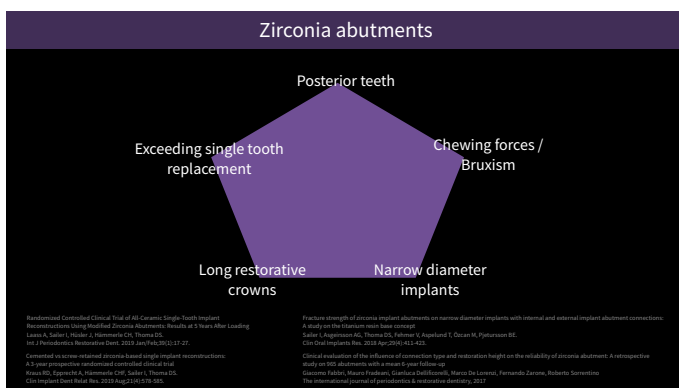 Zirconia abutments
Posterior teeth
Exceeding single tooth
replacement
Chewing forces /
Bruxism
Long restorative
crowns
Narrow diameter
implants
Randomized Controlled Clinical Trial of All-Ceramic Single-Tooth Implant
Reconstructions Using Modified Zirconia Abutments: Results at 5 Years After Loading
Laass A, Sailer I, Hüsler J, Hämmerle CH, Thoma DS.
Int J Periodontics Restorative Dent. 2019 Jan/Feb;39(1):17-27.
Cemented vs screw-retained zirconia-based single implant reconstructions:
A 3-year prospective randomized controlled clinical trial
Kraus RD, Epprecht A, Hämmerle CHF, Sailer I, Thoma DS.
Clin Implant Dent Relat Res. 2019 Aug;21(4):578-585.
Fracture strength of zirconia implant abutments on narrow diameter implants with internal and external implant abutment connections:
A study on the titanium resin base concept
Sailer I, Asgeirsson AG, Thoma DS, Fehmer V, Aspelund T, Özcan M, Pjetursson BE.
Clin Oral Implants Res. 2018 Apr;29(4):411-423.
Clinical evaluation of the influence of connection type and restoration height on the reliability of zirconia abutment: A retrospective
study on 965 abutments with a mean 6-year follow-up
Giacomo Fabbri, Mauro Fradeani, Gianluca Dellificorelli, Marco De Lorenzi, Fernando Zarone, Roberto Sorrentino
The international journal of periodontics & restorative dentistry, 2017